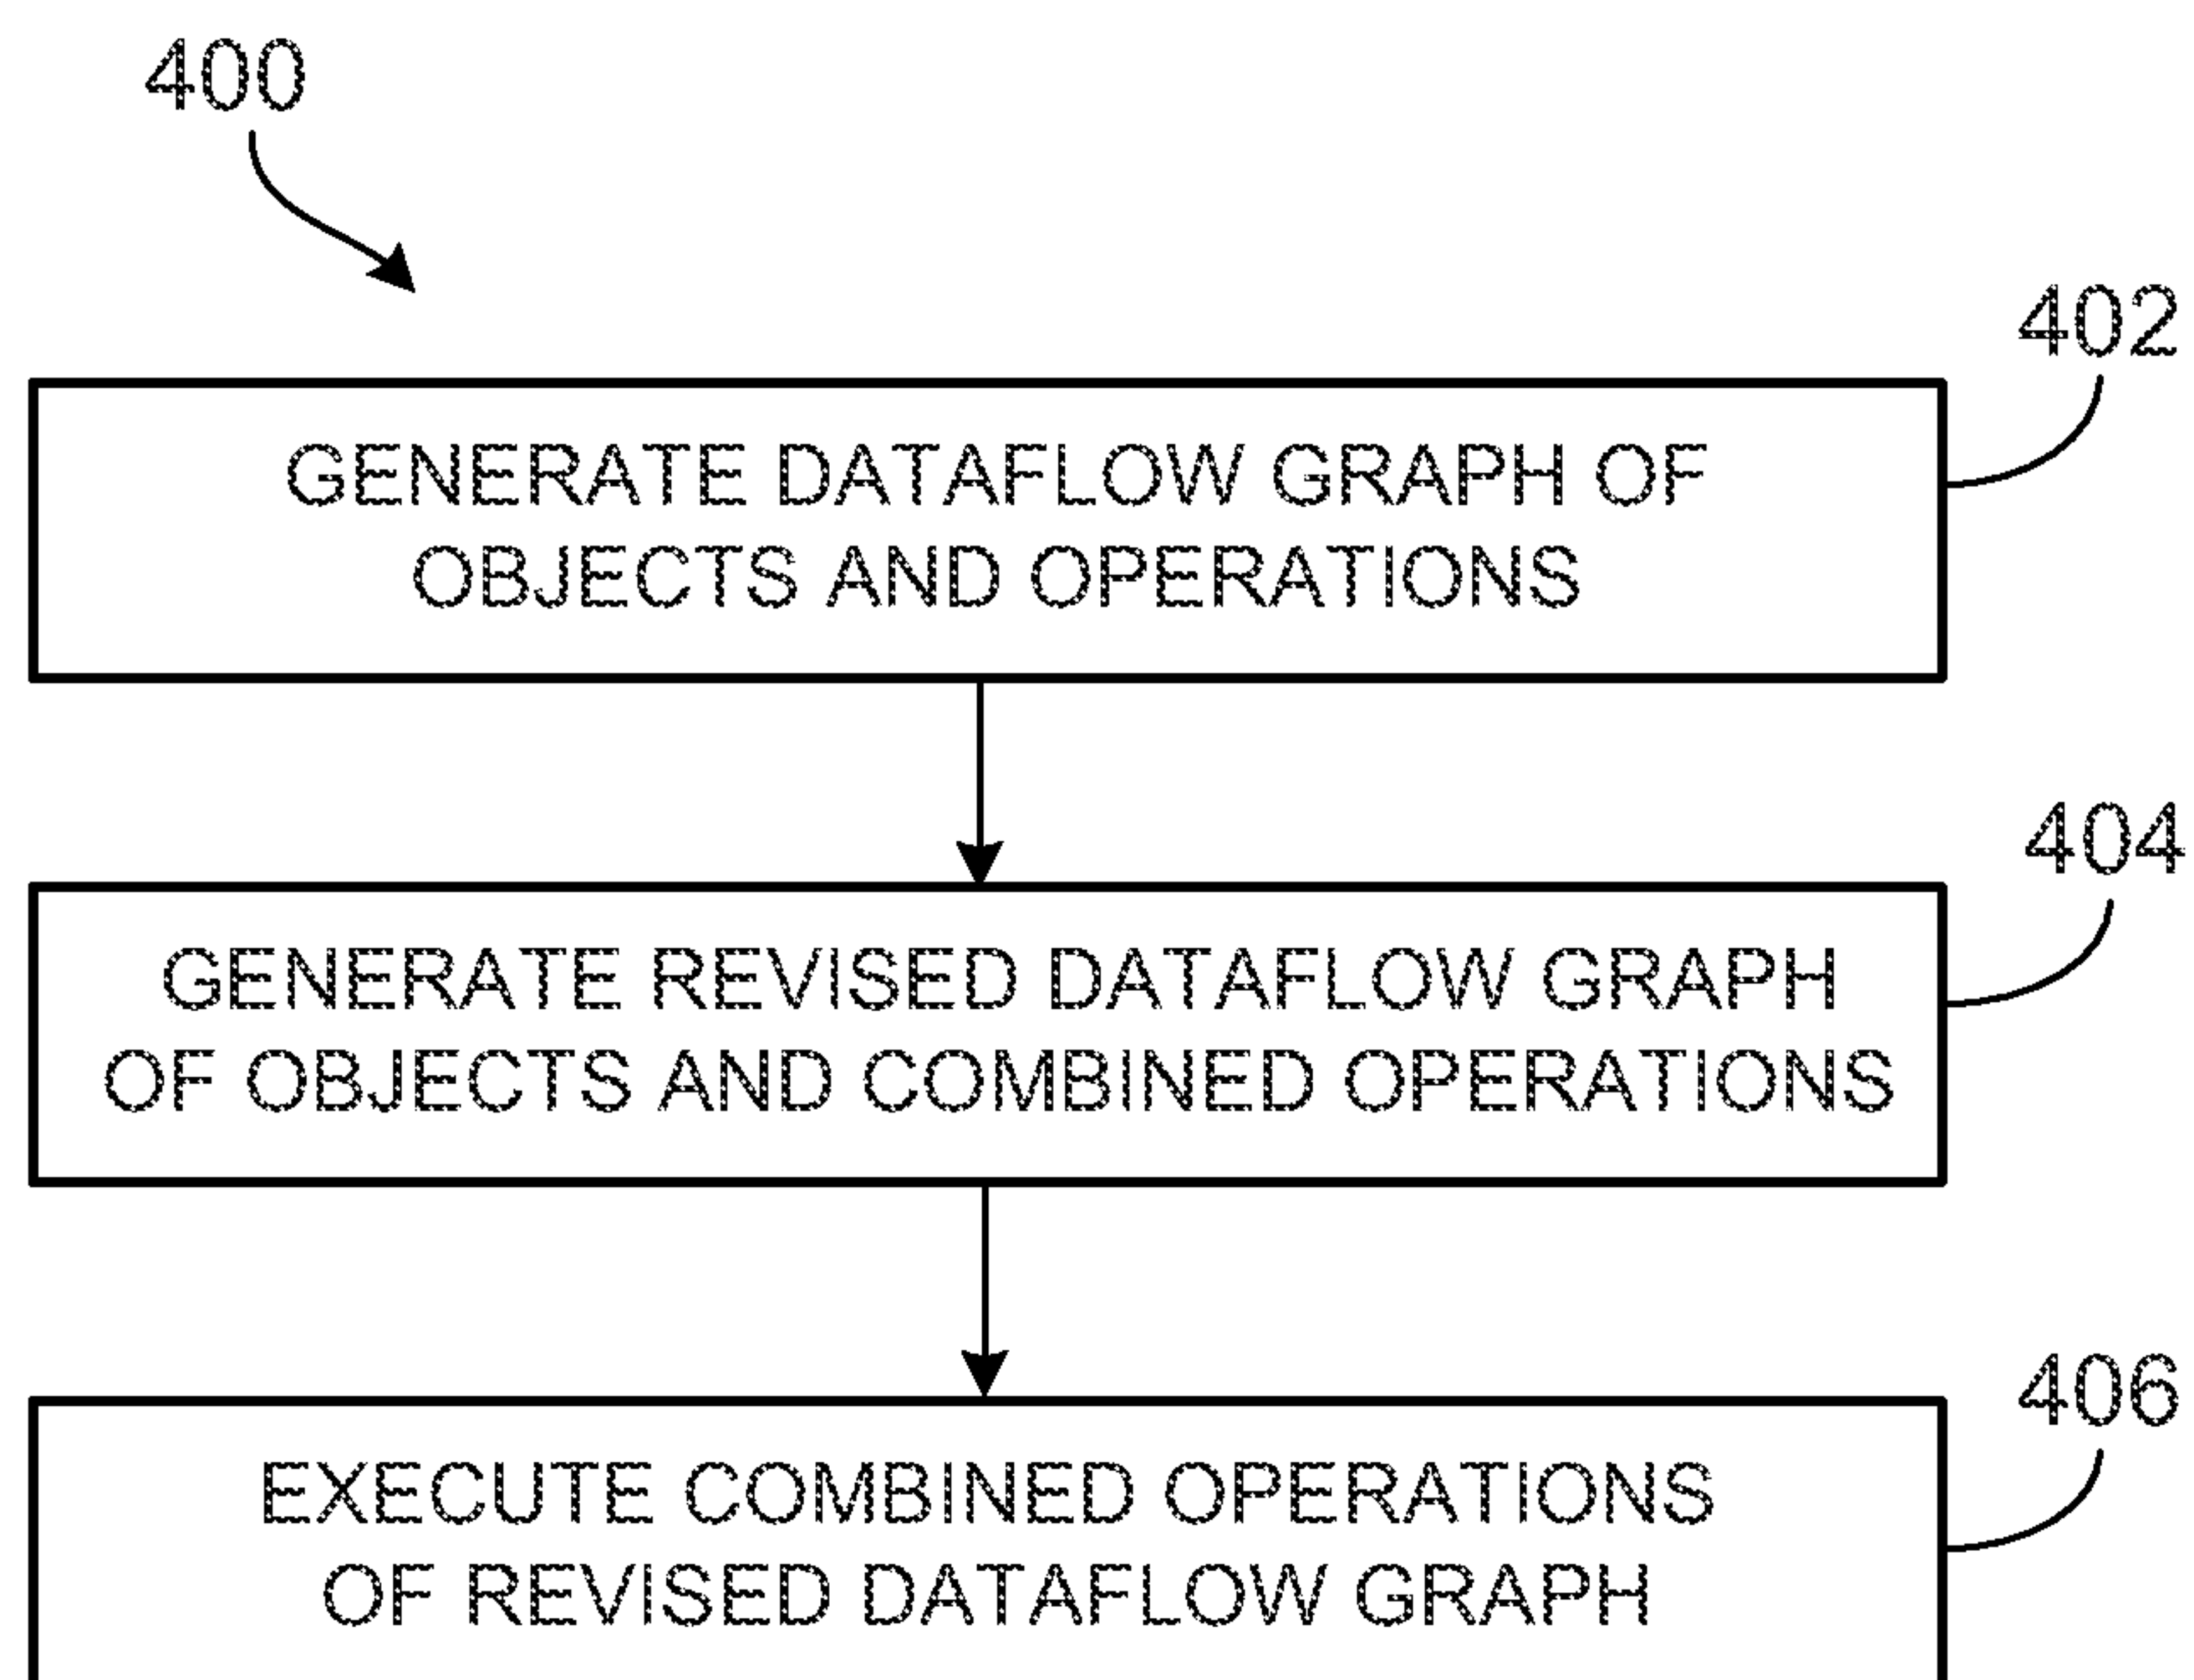 400
402
GENERATE DATAFLOW GRAPH OF
OBJECTS AND OPERATIONS
404
GENERATE REVISED DATAFLOW GRAPH
OF OBJECTS AND COMBINED OPERATIONS
406
EXECUTE COMBINED OPERATIONS
OF REVISED DATAFLOW GRAPH